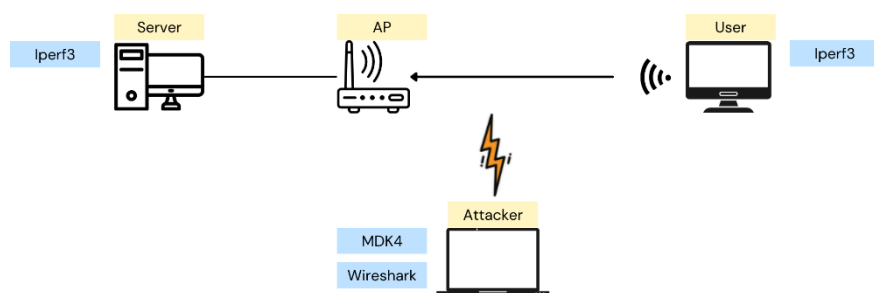 Server
AP
User
Iperf3
Iperf3
Attacker
MDK4
Wireshark